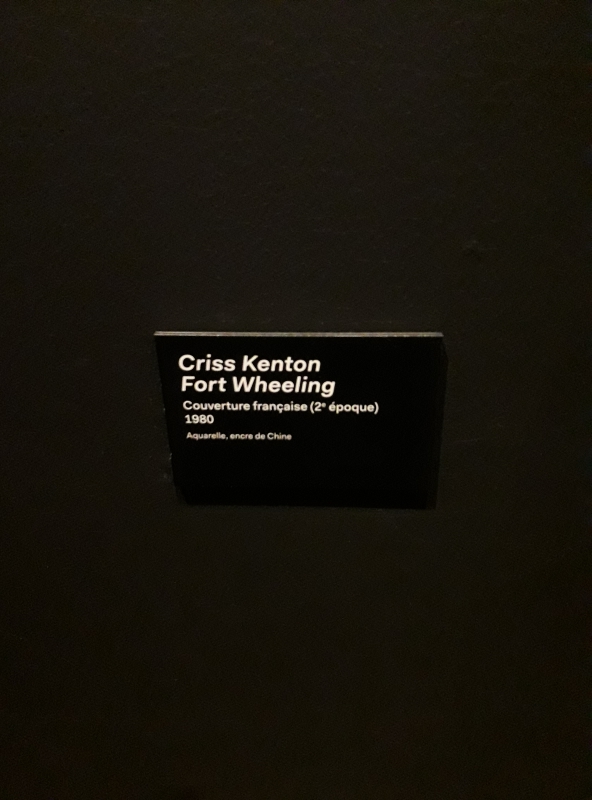 Criss Kenton
Fort Wheeling
Couverture française (2ᵉ époque)
1980
Aquarelle, encre de Chine